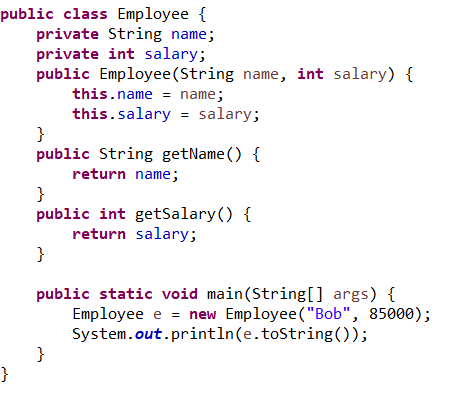 public class Employee {
    private String name;
    private int salary;
    public Employee(String name, int salary) {
        this.name = name;
        this.salary = salary;
    }
    public String getName() {
        return name;
    }
    public int getSalary() {
        return salary;
    }

    public static void main(String[] args) {
        Employee e = new Employee("Bob", 85000);
        System.out.println(e.toString());
    }
}